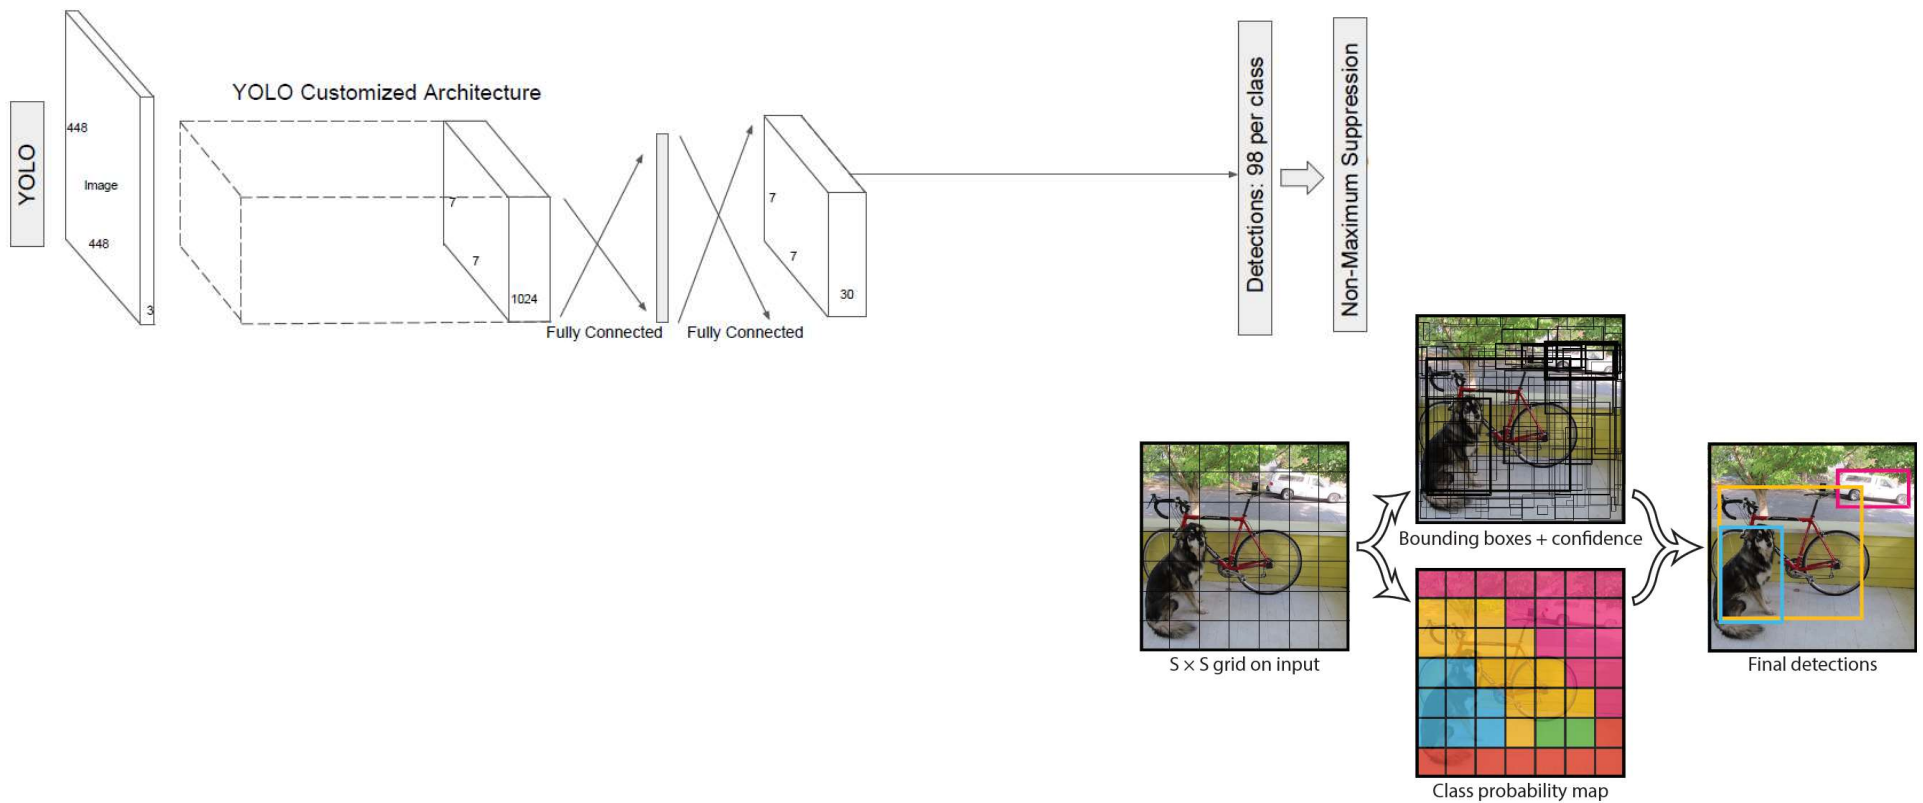 YOLO
448
Image
448
3
YOLO Customized Architecture
7
7
1024
Fully Connected
Fully Connected
7
7
30
Detections: 98 per class
Non-Maximum Suppression
S × S grid on input
Bounding boxes + confidence
Class probability map
Final detections